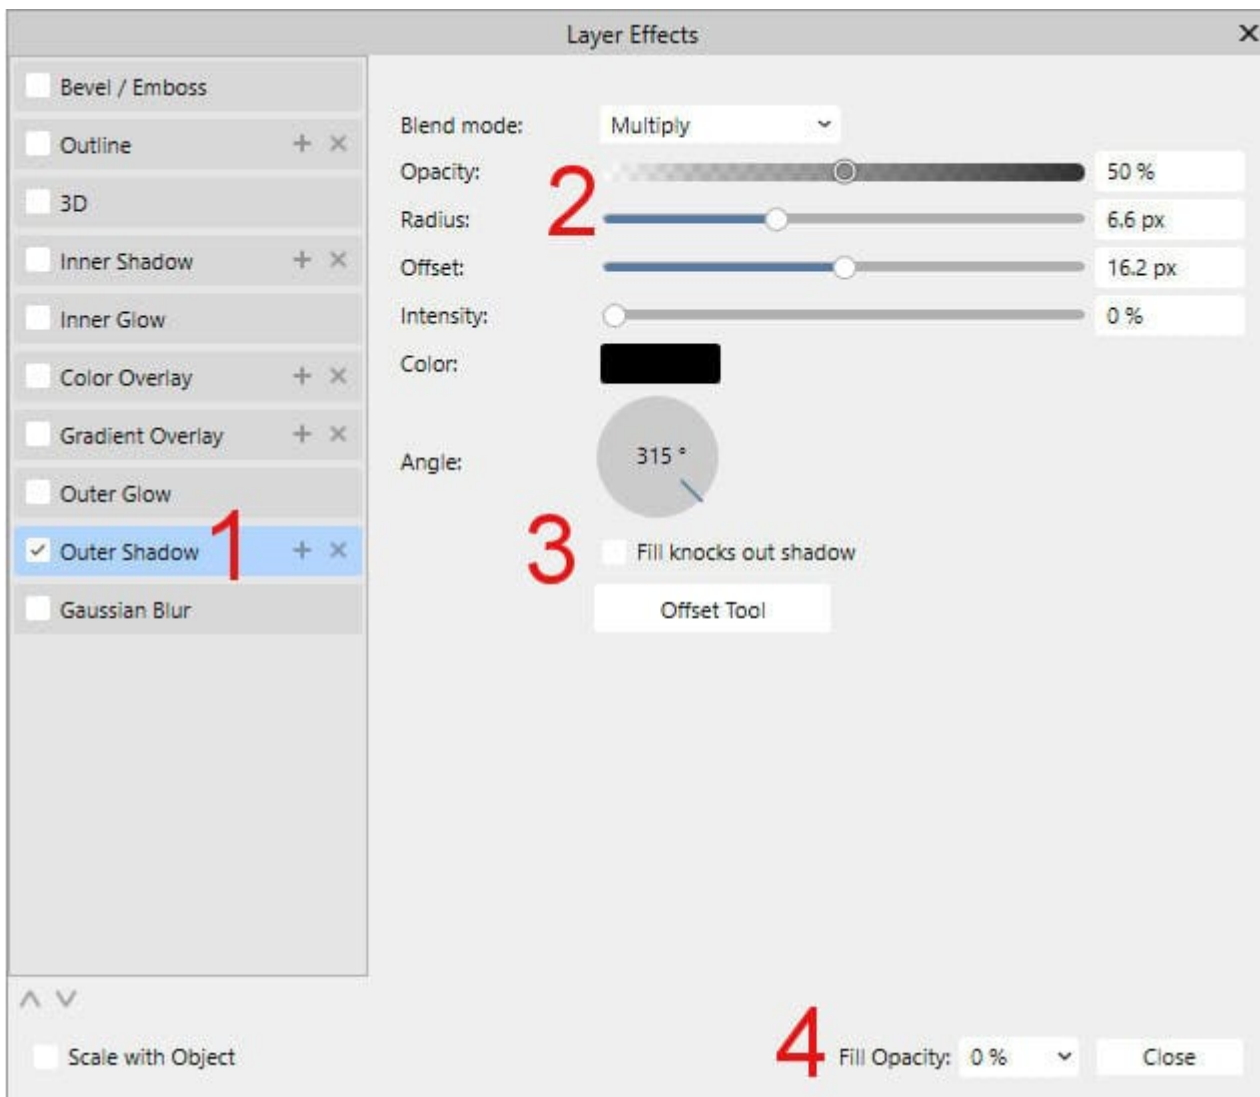 Layer Effects
Bevel / Emboss
Outline
3D
Inner Shadow
Inner Glow
Color Overlay
Gradient Overlay
Outer Glow
Outer Shadow 1
Gaussian Blur
Blend mode: Multiply
Opacity: 50 %
2
Radius: 6.6 px
Offset: 16.2 px
Intensity: 0 %
Color:
Angle: 315 °
3 Fill knocks out shadow
Offset Tool
Scale with Object
4 Fill Opacity: 0 % Close